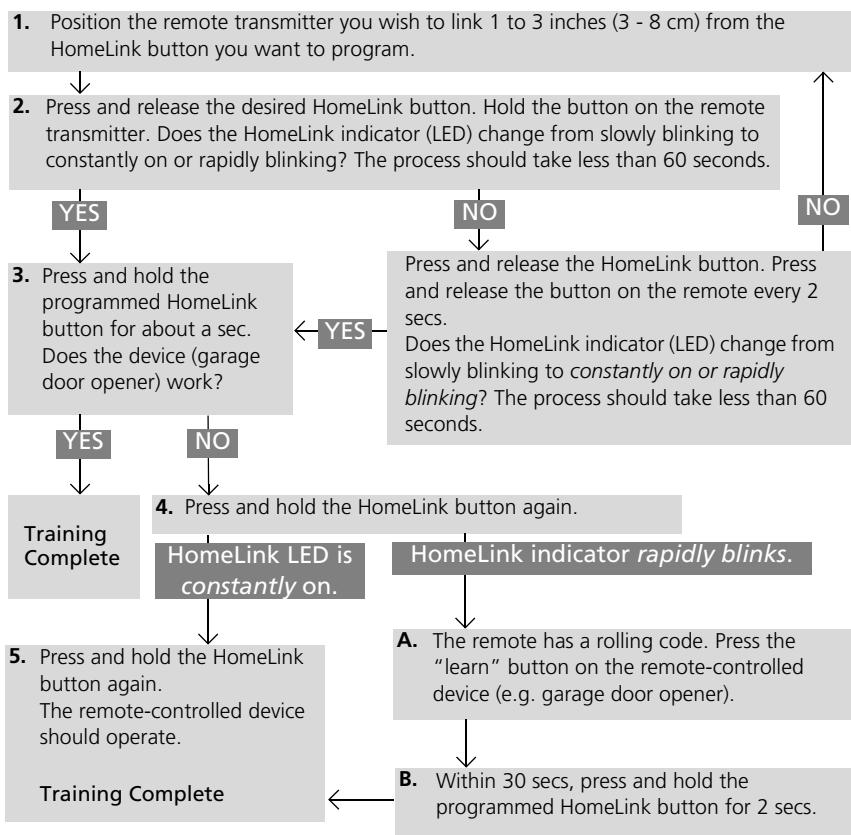 1. Position the remote transmitter you wish to link 1 to 3 inches (3 - 8 cm) from the
HomeLink button you want to program.
2. Press and release the desired HomeLink button. Hold the button on the remote
transmitter. Does the HomeLink indicator (LED) change from slowly blinking to
constantly on or rapidly blinking? The process should take less than 60 seconds.
YES
NO
NO
Press and release the HomeLink button. Press
and release the button on the remote every 2
secs.
Does the HomeLink indicator (LED) change from
slowly blinking to constantly on or rapidly
blinking? The process should take less than 60
seconds.
YES
3. Press and hold the
programmed HomeLink
button for about a sec.
Does the device (garage
door opener) work?
YES
NO
Training
Complete
4. Press and hold the HomeLink button again.
HomeLink LED is
constantly on.
HomeLink indicator rapidly blinks.
A. The remote has a rolling code. Press the
“learn” button on the remote-controlled
device (e.g. garage door opener).
B. Within 30 secs, press and hold the
programmed HomeLink button for 2 secs.
5. Press and hold the HomeLink
button again.
The remote-controlled device
should operate.
Training Complete